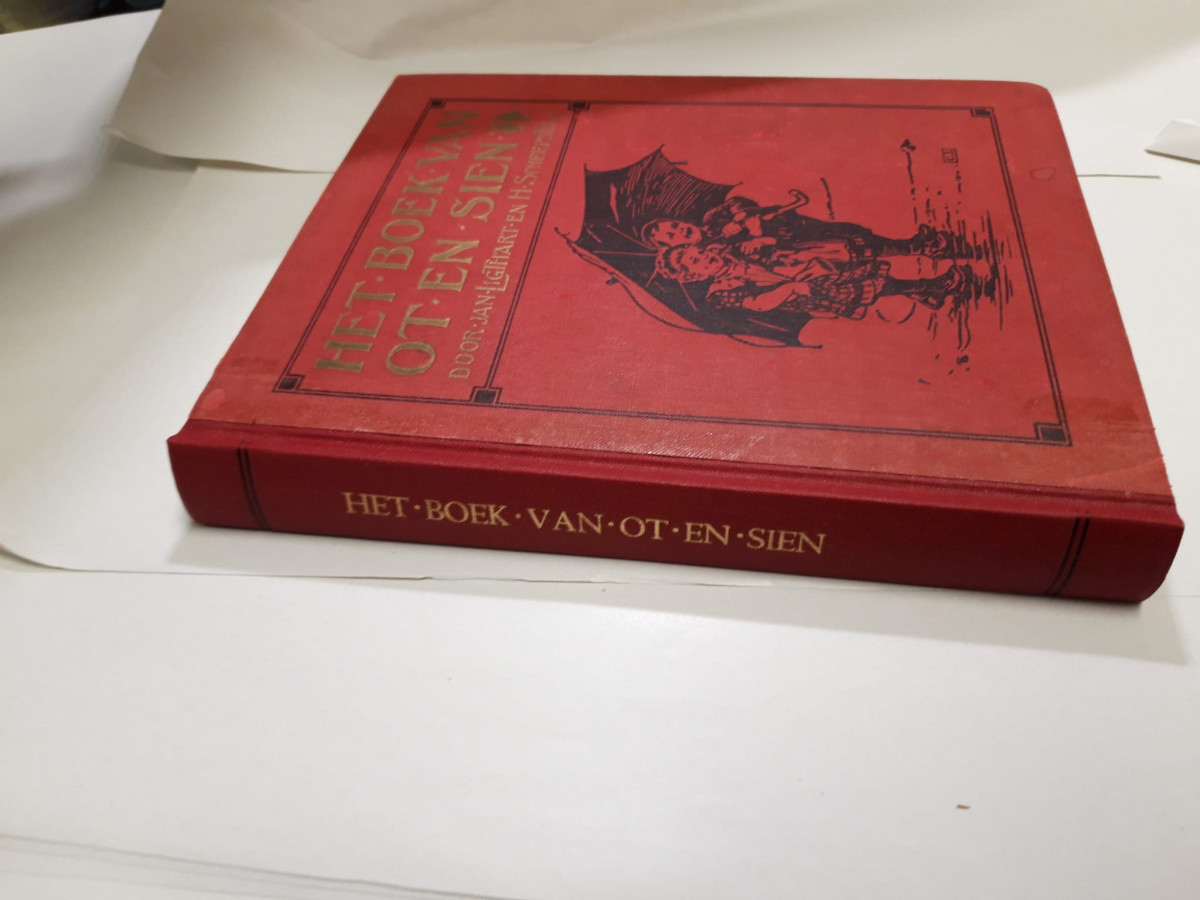 HET·BOEK·VAN
OT·EN·SIEN·
DOOR·JAN·LIGTHART·EN H·SCHEEPSTRA
HET·BOEK·VAN·OT·EN·SIEN